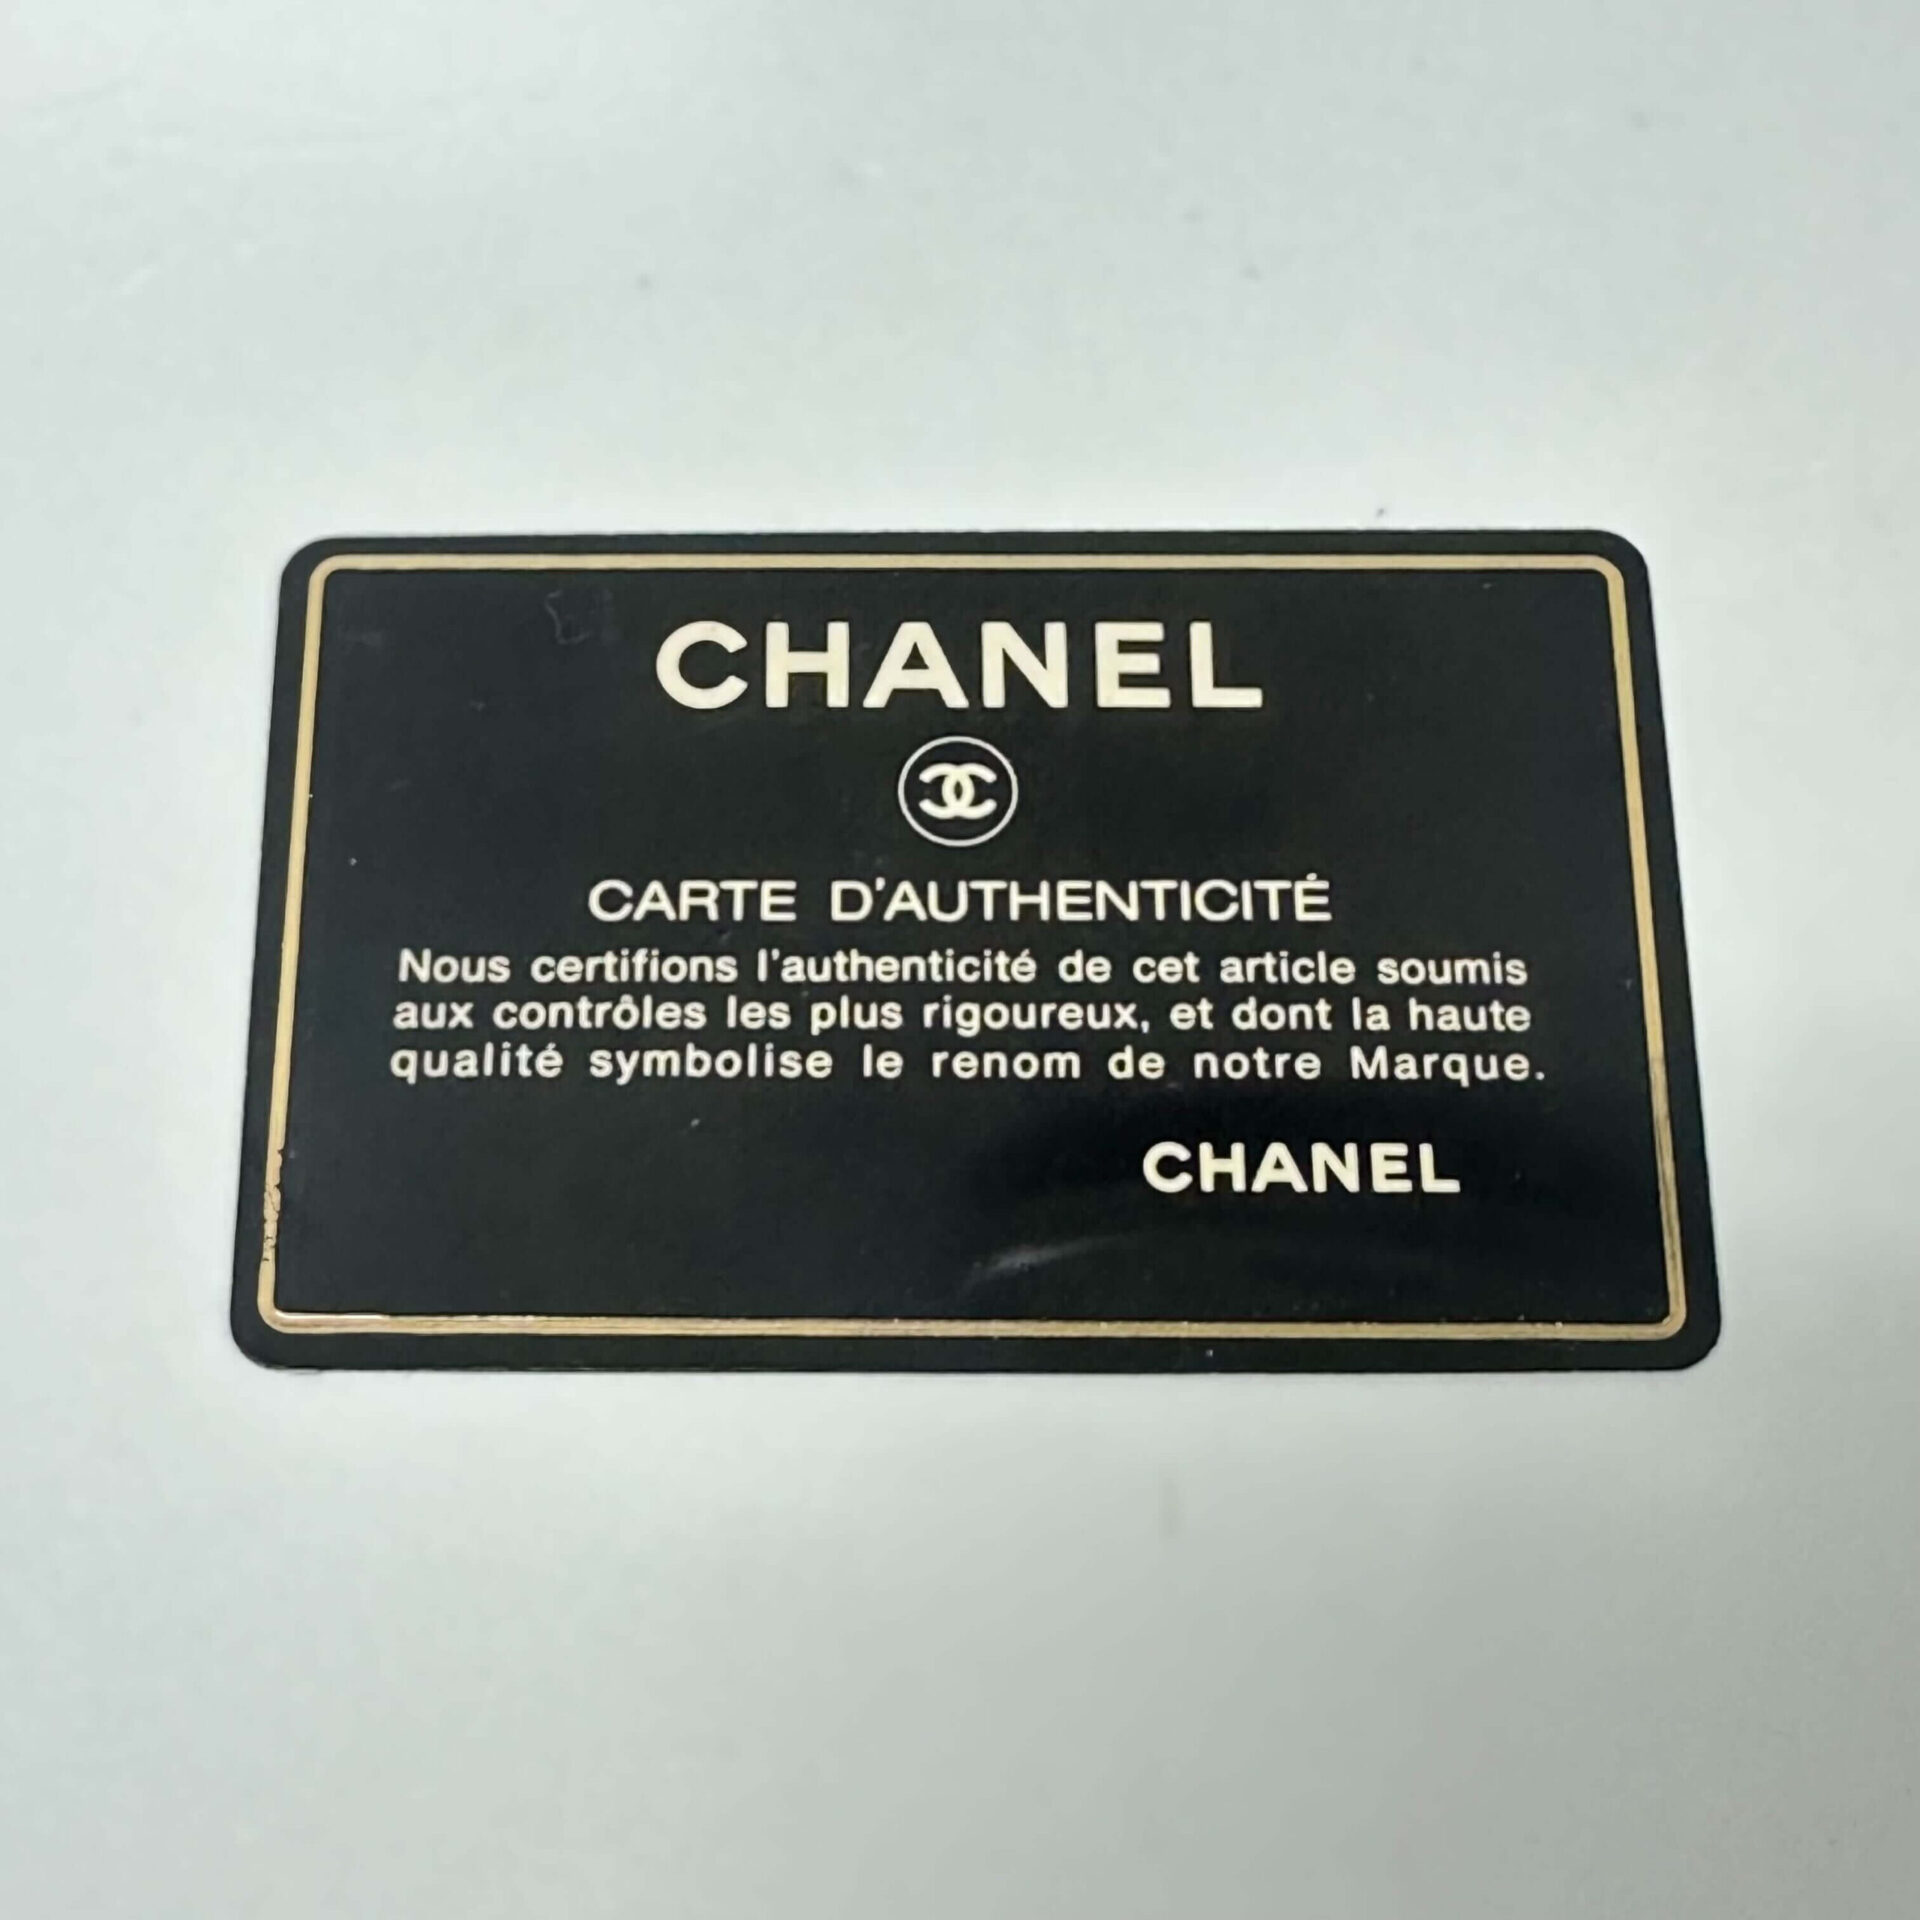 CHANEL
CARTE D'AUTHENTICITÉ
Nous certifions l'authenticité de cet article soumis
aux contrôles les plus rigoureux, et dont la haute
qualité symbolise le renom de notre Marque.
CHANEL